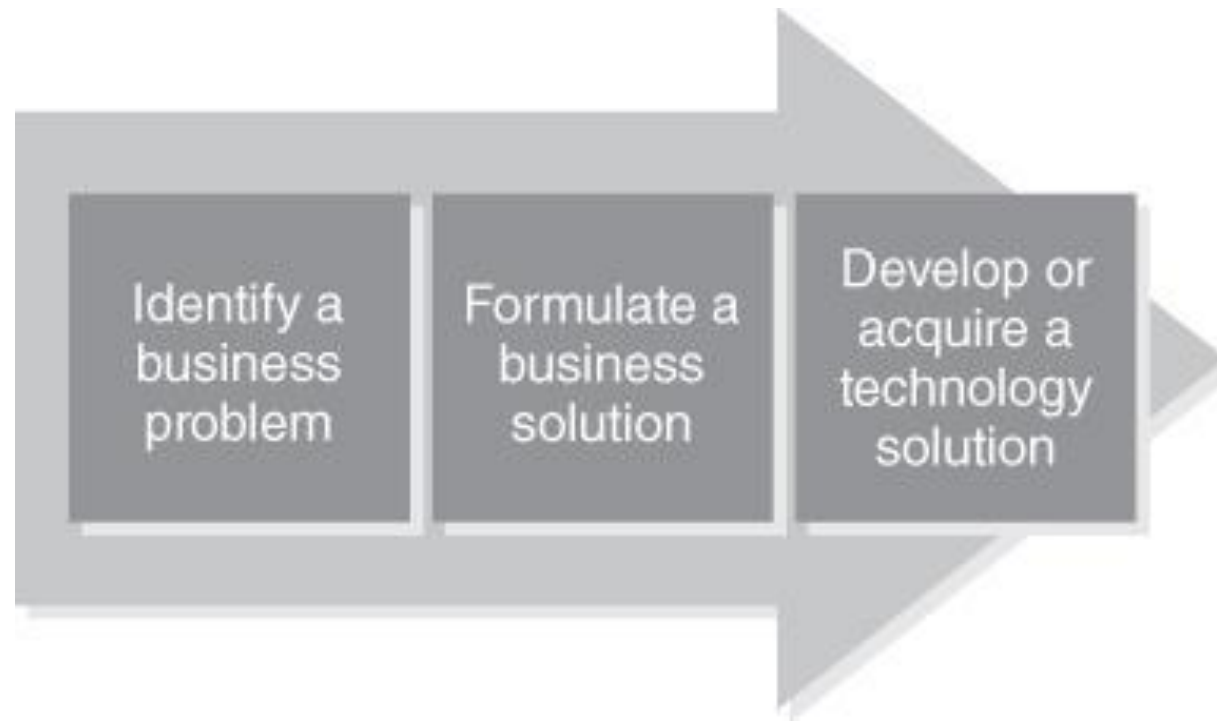 Identify a
business
problem
Formulate a
business
solution
Develop or
acquire a
technology
solution